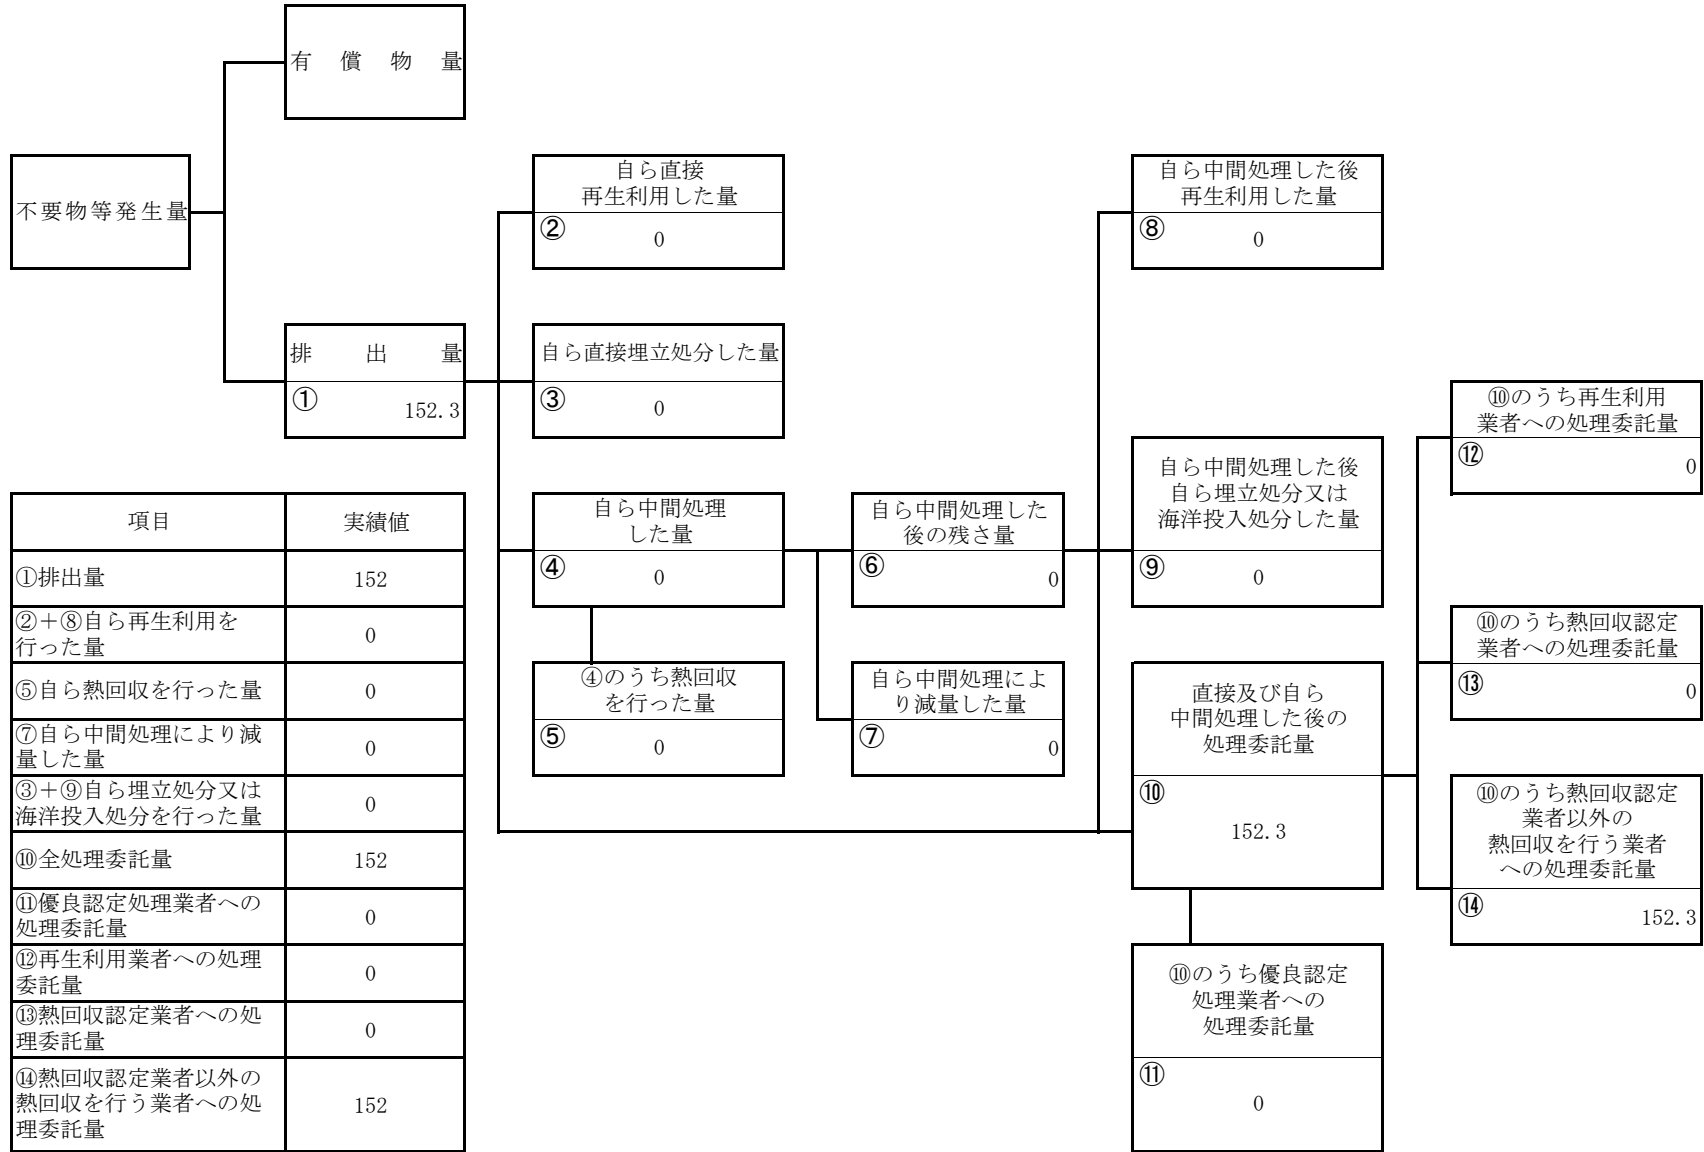 有償物量
不要物等発生量
排出量
①
152.3
自ら直接
再生利用した量
②
0
自ら直接埋立処分した量
③
0
自ら中間処理
した量
④
0
④のうち熱回収
を行った量
⑤
0
自ら中間処理した
後の残さ量
⑥
0
自ら中間処理によ
り減量した量
⑦
0
自ら中間処理した後
再生利用した量
⑧
0
自ら中間処理した後
自ら埋立処分又は
海洋投入処分した量
⑨
0
直接及び自ら
中間処理した後の
処理委託量
⑩
152.3
⑩のうち優良認定
処理業者への
処理委託量
⑪
0
⑩のうち再生利用
業者への処理委託量
⑫
0
⑩のうち熱回収認定
業者への処理委託量
⑬
0
⑩のうち熱回収認定
業者以外の
熱回収を行う業者
への処理委託量
⑭
152.3
項目 実績値
①排出量 152
②＋⑧自ら再生利用を
行った量 0
⑤自ら熱回収を行った量 0
⑦自ら中間処理により減
量した量 0
③＋⑨自ら埋立処分又は
海洋投入処分を行った量 0
⑩全処理委託量 152
⑪優良認定処理業者への
処理委託量 0
⑫再生利用業者への処理
委託量 0
⑬熱回収認定業者への処
理委託量 0
⑭熱回収認定業者以外の
熱回収を行う業者への処 152
理委託量